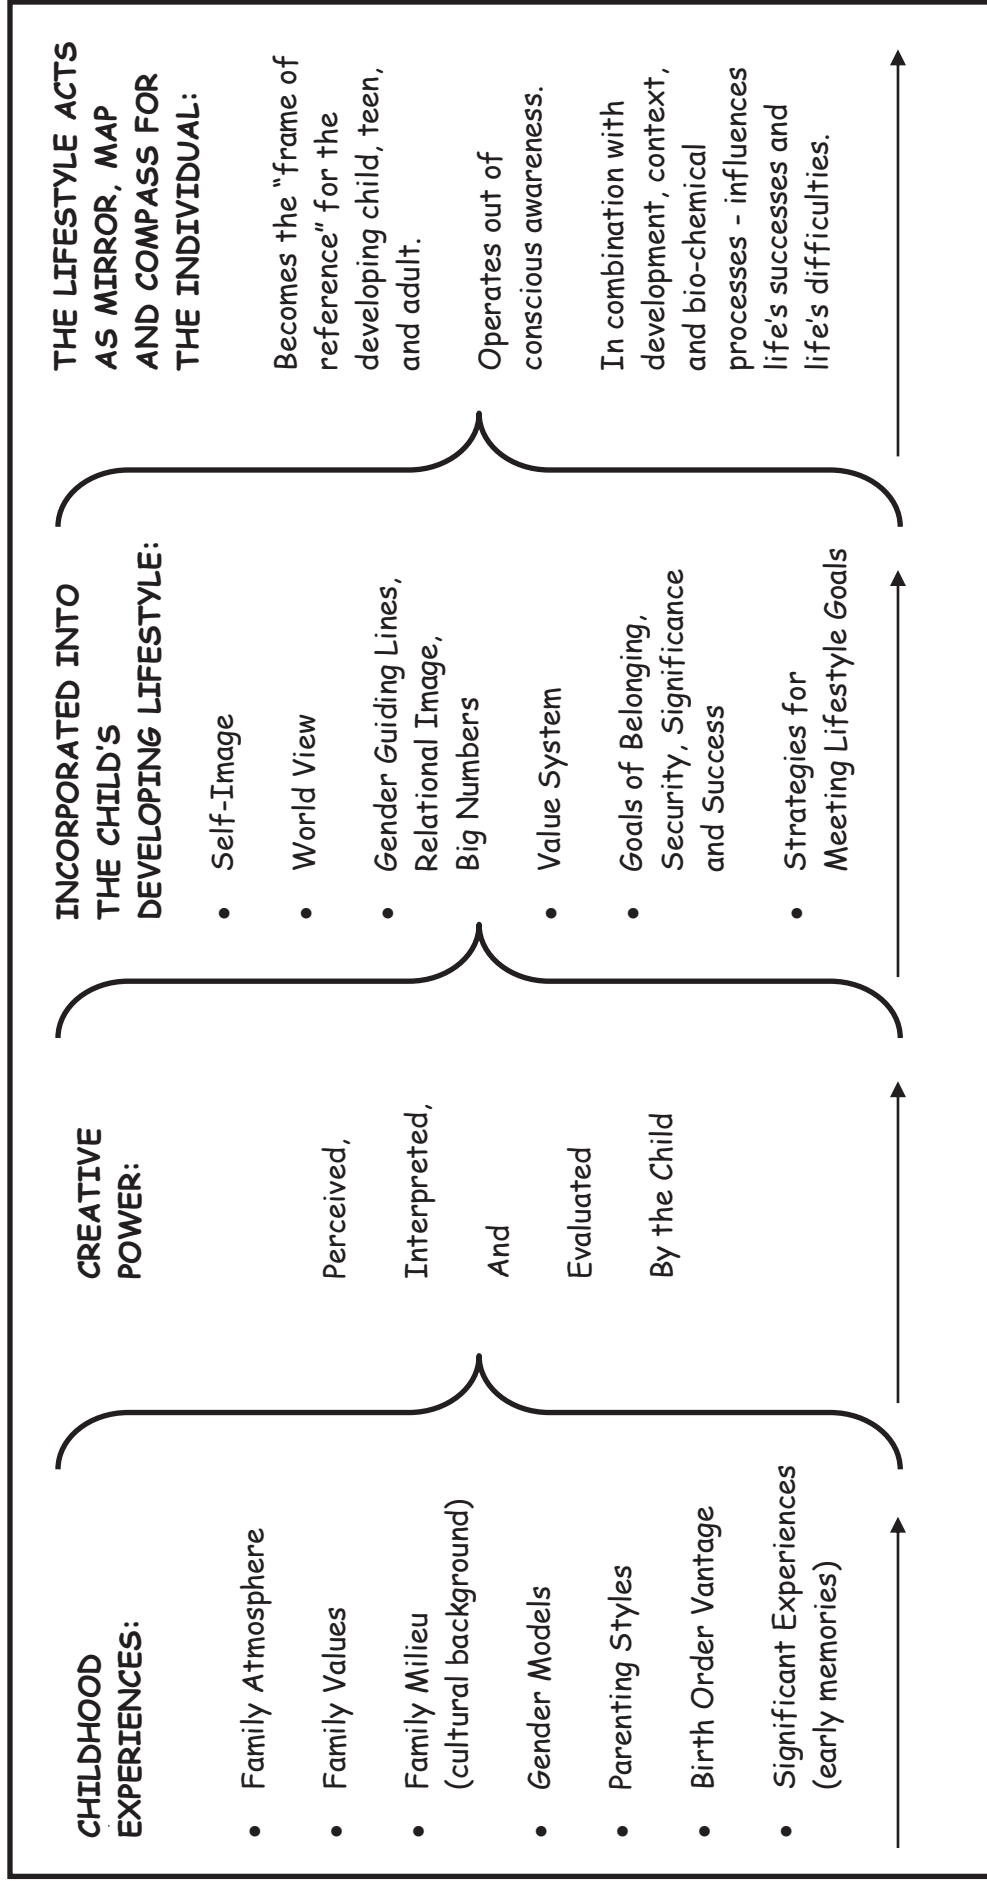 CHILDHOOD
EXPERIENCES:
• Family Atmosphere
• Family Values
• Family Milieu
(cultural background)
• Gender Models
• Parenting Styles
• Birth Order Vantage
• Significant Experiences
(early memories)
CREATIVE
POWER:
Perceived,
Interpreted,
And
Evaluated
By the Child
INCORPORATED INTO
THE CHILD'S
DEVELOPING LIFESTYLE:
• Self-Image
• World View
• Gender Guiding Lines,
Relational Image,
Big Numbers
• Value System
• Goals of Belonging,
Security, Significance
and Success
• Strategies for
Meeting Lifestyle Goals
THE LIFESTYLE ACTS
AS MIRROR, MAP
AND COMPASS FOR
THE INDIVIDUAL:
Becomes the "frame of
reference" for the
developing child, teen,
and adult.
Operates out of
conscious awareness.
In combination with
development, context,
and bio-chemical
processes - influences
life's successes and
life's difficulties.